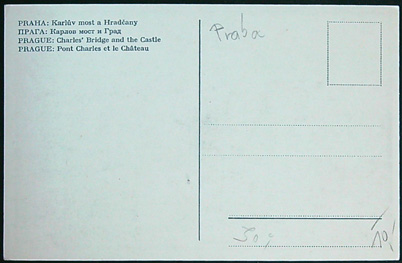 PRAHA: Karlův most a Hradčany
ПРАГА: Карлов мост и Град
PRAGUE: Charles' Bridge and the Castle
PRAGUE: Pont Charles et le Château
Praha